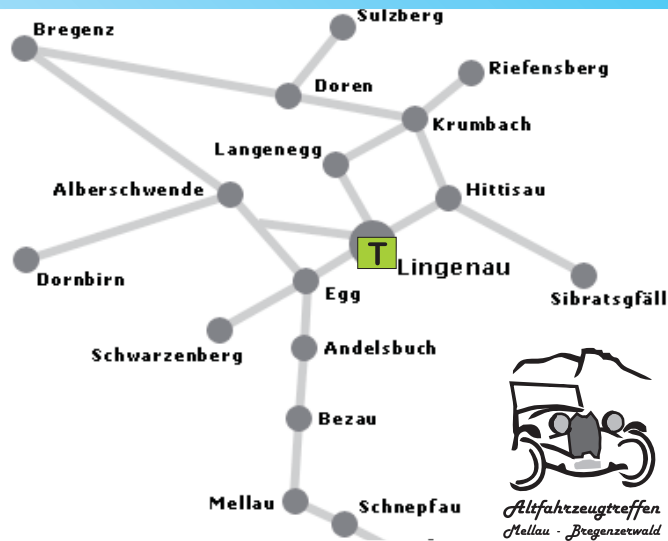 Sulzberg
Bregenz
Riefensberg
Doren
Krumbach
Langenegg
Alberschwende
Hittisau
T
Lingenau
Dornbirn
Egg
Sibratsgfäll
Schwarzenberg
Andelsbuch
Bezau
Mellau
Schnepfau
Altfahrzeugtreffen
Mellau - Bregenzerwald